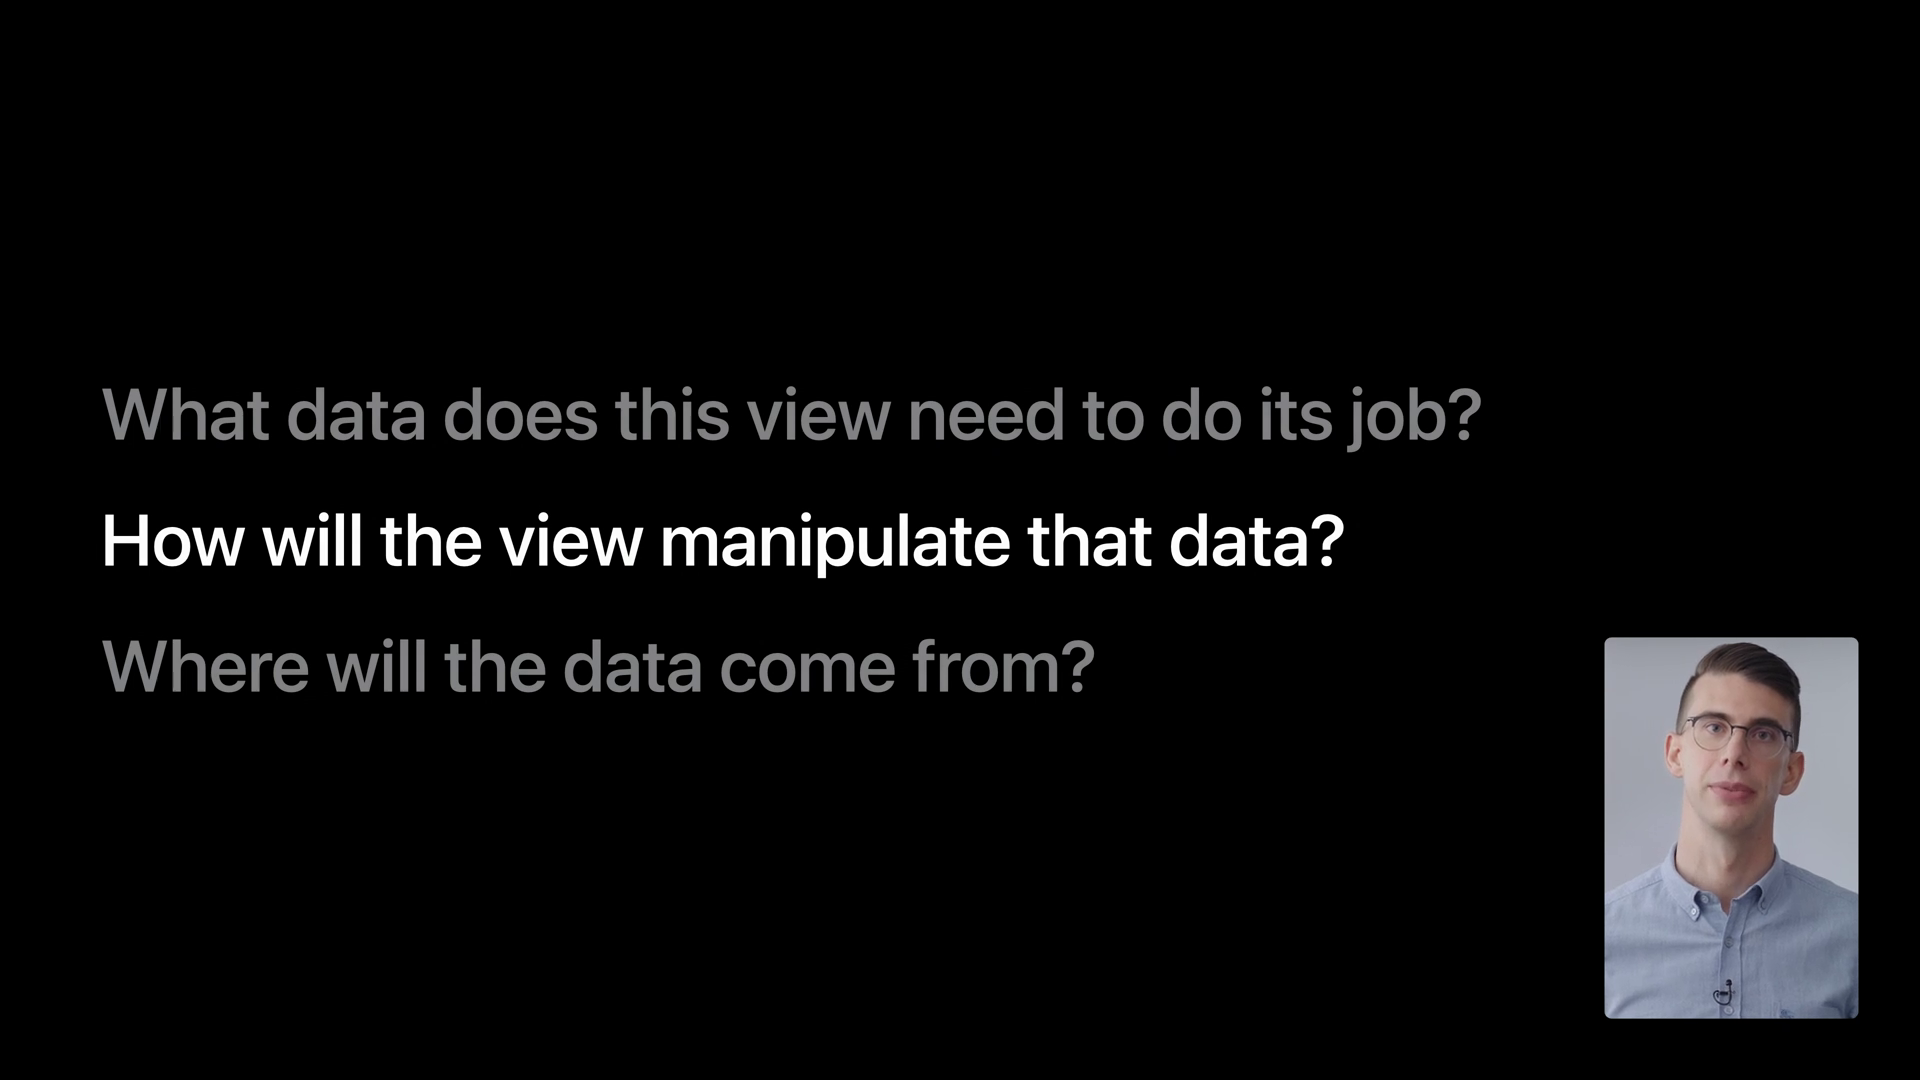 What data does this view need to do its job?
How will the view manipulate that data?
Where will the data come from?